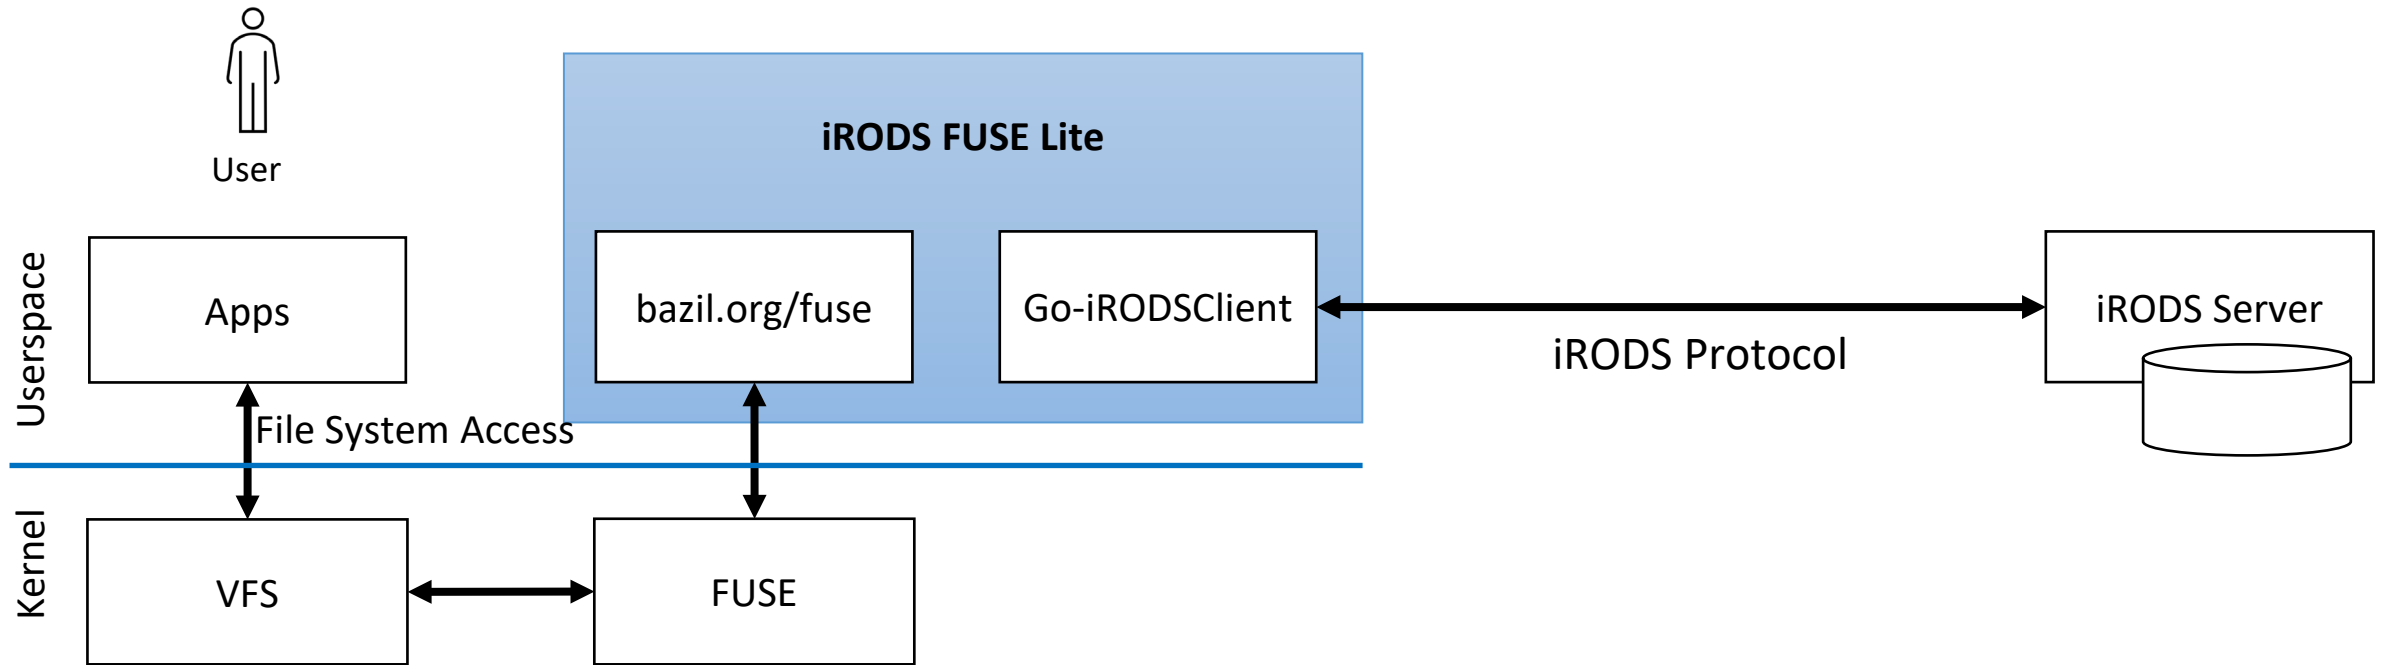 User
iRODS FUSE Lite
Userspace
Apps
bazil.org/fuse
Go-iRODSClient
iRODS Server
iRODS Protocol
File System Access
Kernel
VFS
FUSE